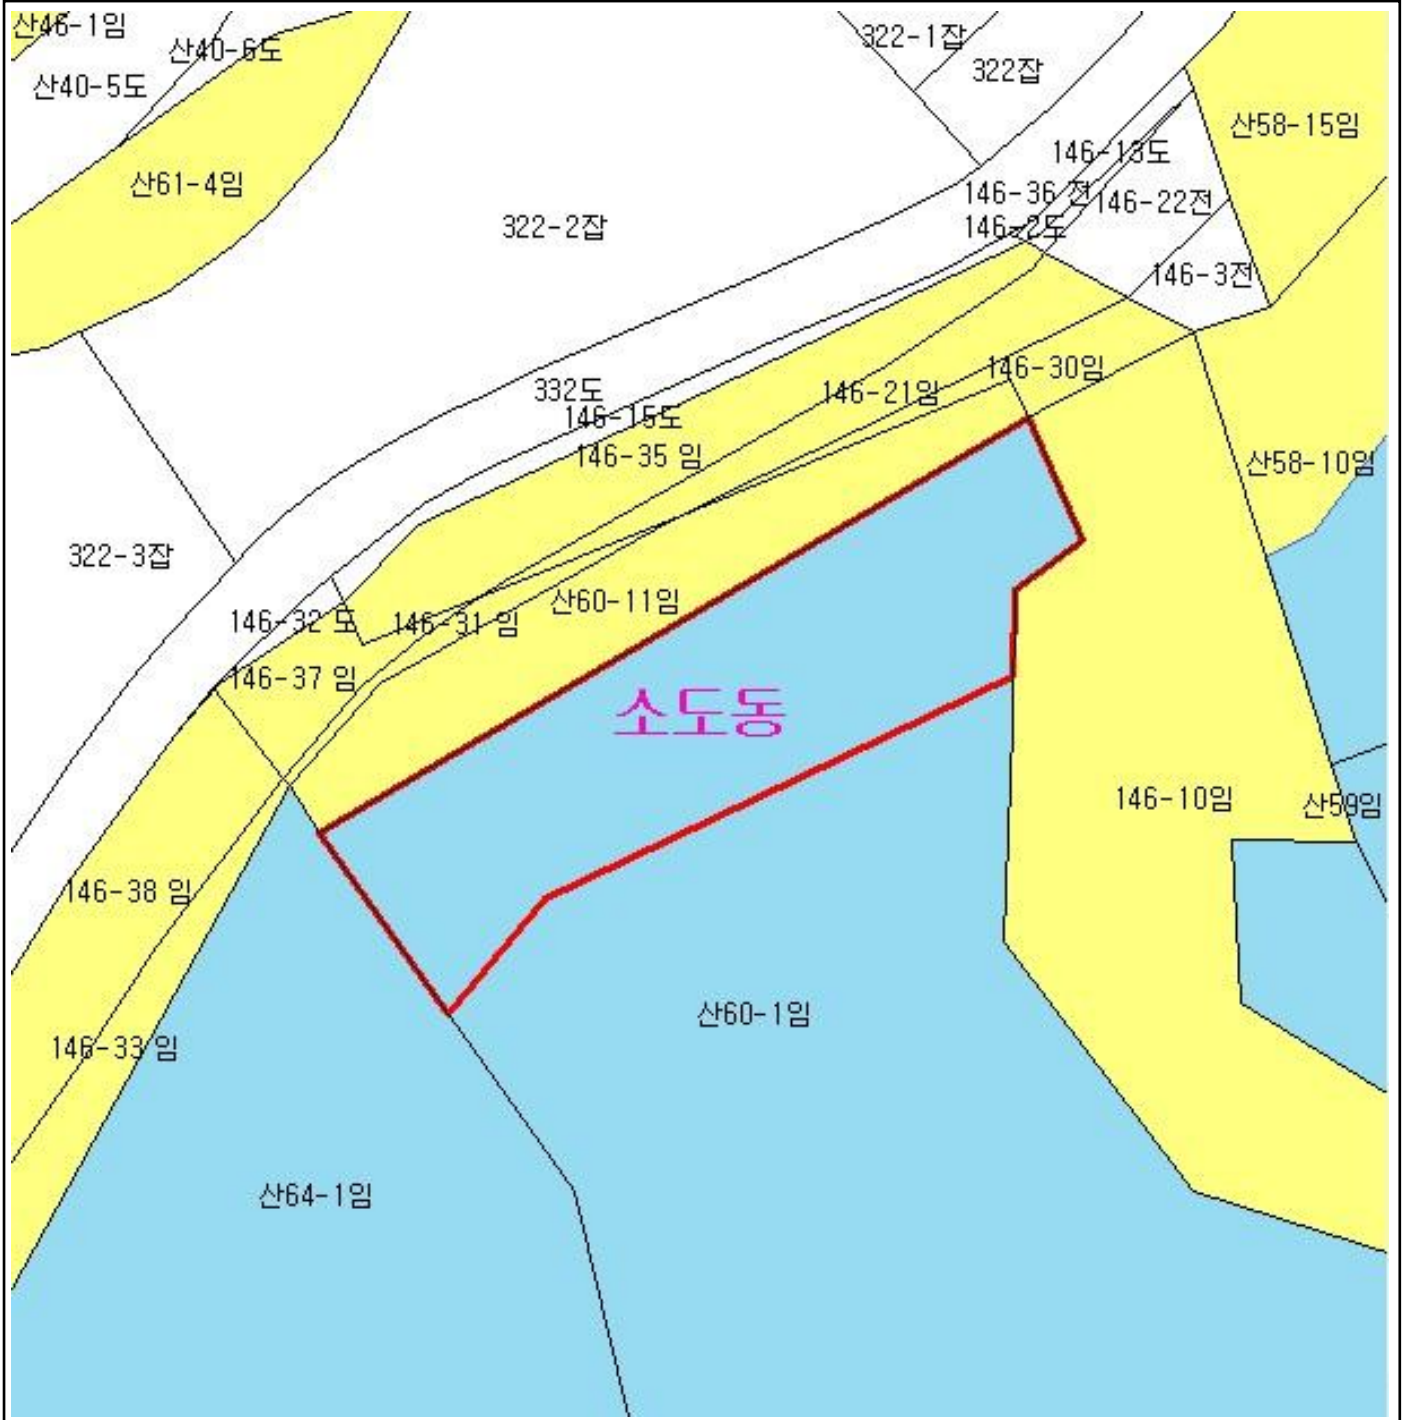 산46-1임
산40-6도
산40-5도
산61-4임
322-1잡
322잡
산58-15임
146-13도
146-36 전
146-22전
146-2도
322-2잡
146-3전
332도
146-15도
146-35 임
146-21임
146-30임
산58-10임
322-3잡
146-32 도
146-31 임
산60-11임
146-37 임
소도동
146-10임
산59임
146-38 임
146-33 임
산60-1임
산64-1임